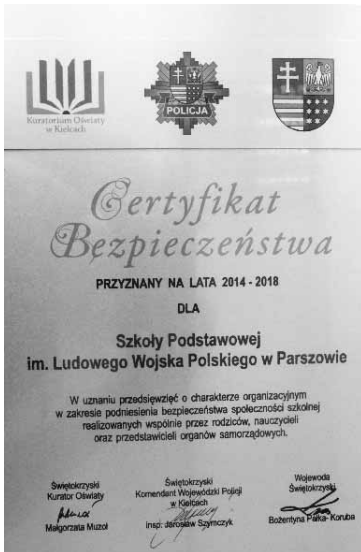 Kuratorium Oświaty
w Kielcach
POLICJA
Certyfikat
Bezpieczeństwa
PRZYZNANY NA LATA 2014 - 2018
DLA
Szkoły Podstawowej
im. Ludowego Wojska Polskiego w Parszowie
W uznaniu przedsięwzięć o charakterze organizacyjnym
w zakresie podniesienia bezpieczeństwa społeczności szkolnej
realizowanych wspólnie przez rodziców, nauczycieli
oraz przedstawicieli organów samorządowych.
Świętokrzyski
Kurator Oświaty
Małgorzata Muzoł
Świętokrzyski
Komendant Wojewódzki Policji
w Kielcach
insp. Jarosław Szymczyk
Wojewoda
Świętokrzyski
Bożentyna Pałka-Koruba